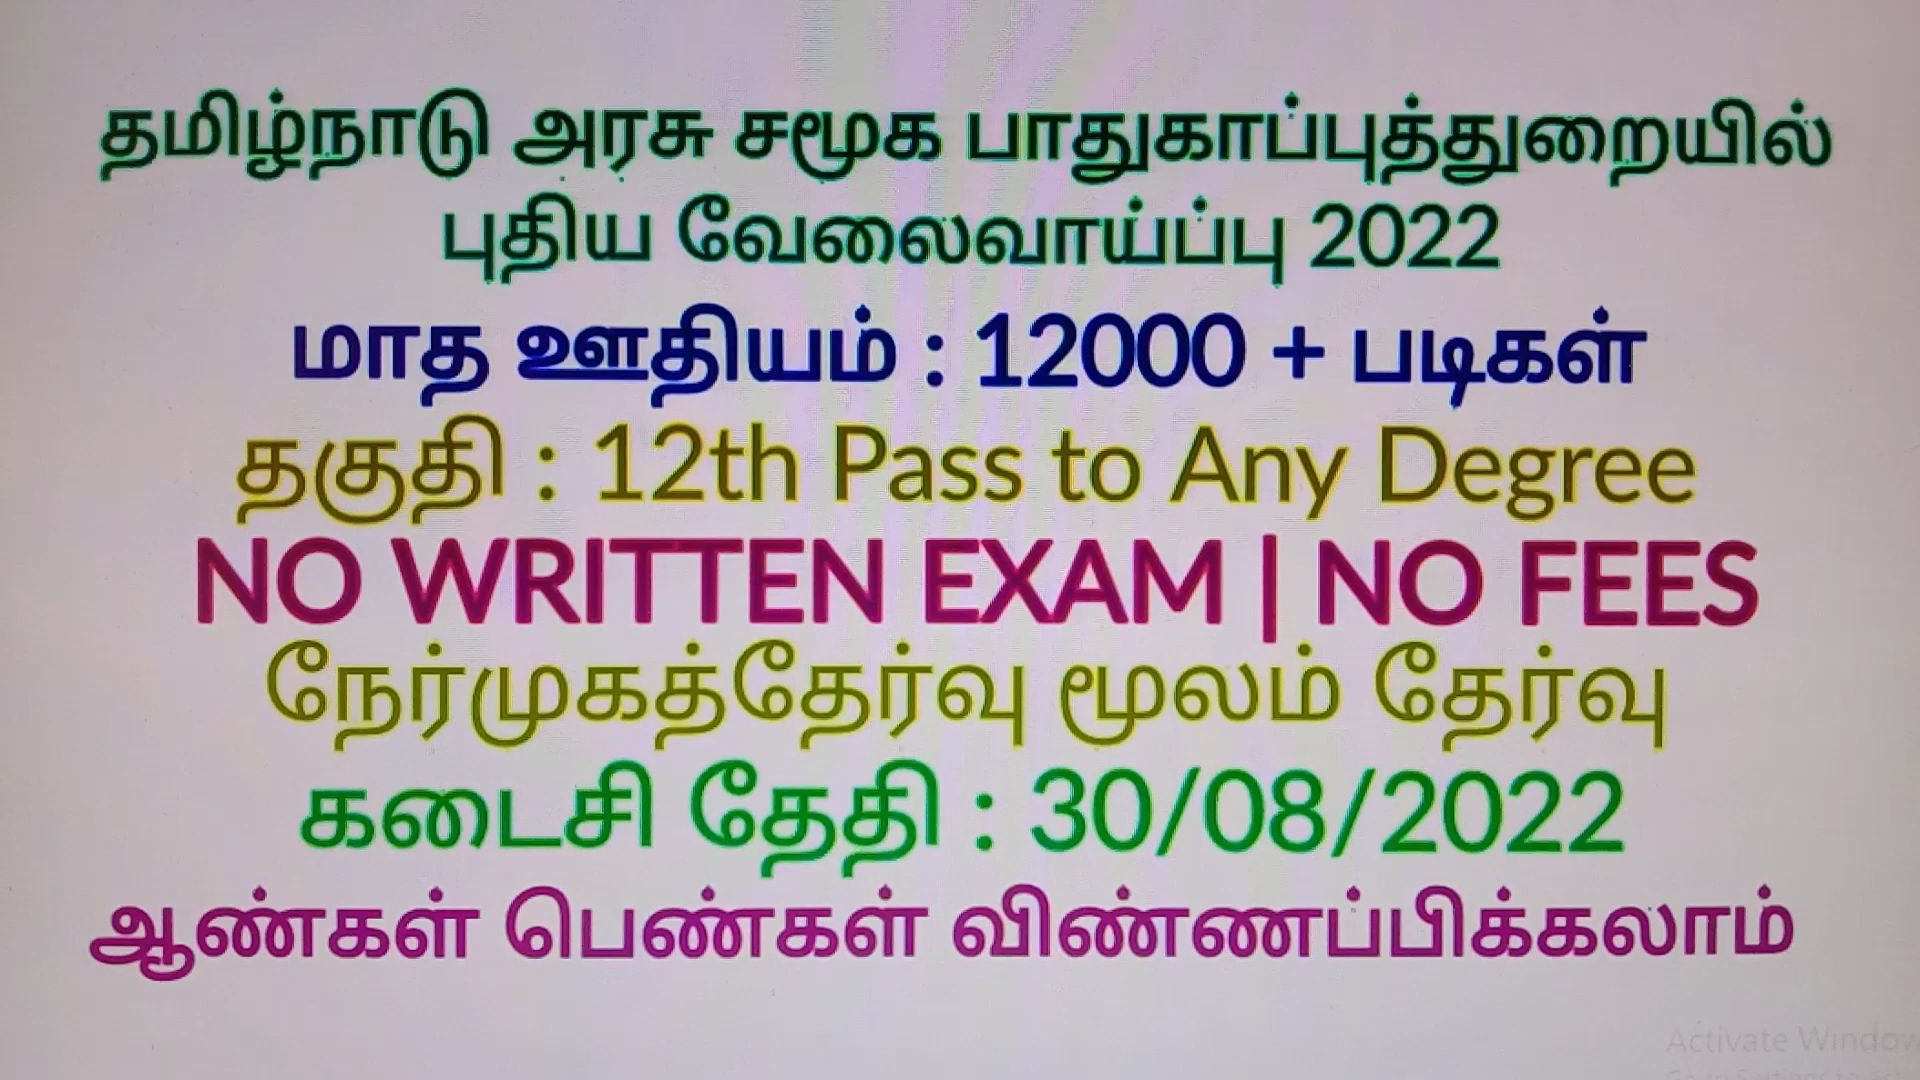 தமிழ்நாடு அரசு சமூக பாதுகாப்புத்துறையில்
புதிய வேலைவாய்ப்பு 2022
மாத ஊதியம் : 12000 + படிகள்
தகுதி : 12th Pass to Any Degree
NO WRITTEN EXAM | NO FEES
நேர்முகத்தேர்வு மூலம் தேர்வு
கடைசி தேதி : 30/08/2022
ஆண்கள் பெண்கள் விண்ணப்பிக்கலாம்
Activate Window